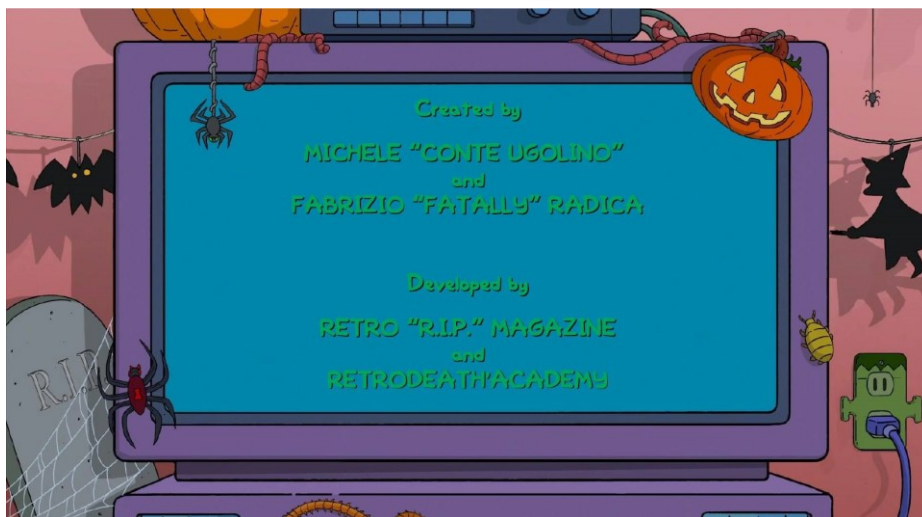 Created by
MICHELE "CONTE UGOLINO"
and
FABRIZIO "FATALLY" RADICA
Developed by
RETRO "R.I.P." MAGAZINE
and
RETRODEATH'ACADEMY
R.I.P.